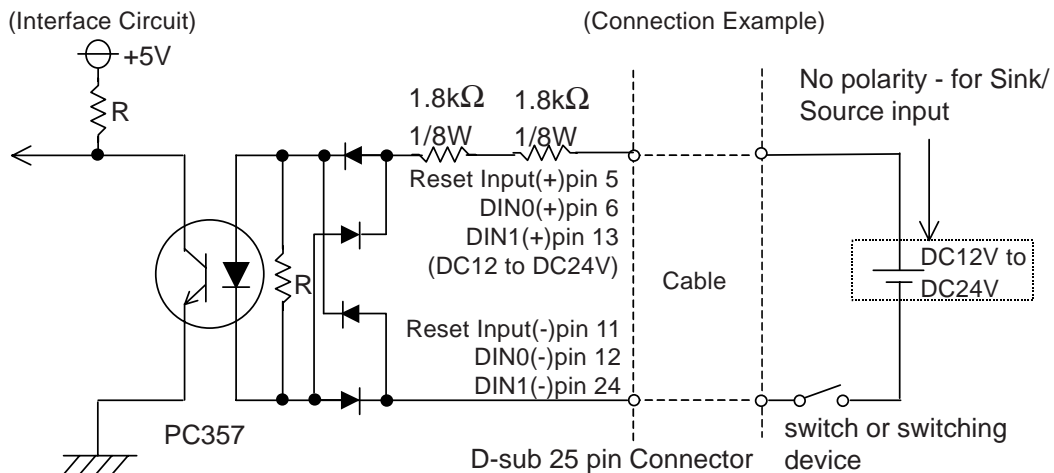 (Interface Circuit)
(Connection Example)
+5V
R
1.8kΩ
1/8W
1.8kΩ
1/8W
No polarity - for Sink/
Source input
Reset Input(+)pin 5
DIN0(+)pin 6
DIN1(+)pin 13
(DC12 to DC24V)
R
Cable
DC12V to
DC24V
Reset Input(-)pin 11
DIN0(-)pin 12
DIN1(-)pin 24
PC357
switch or switching
device
D-sub 25 pin Connector